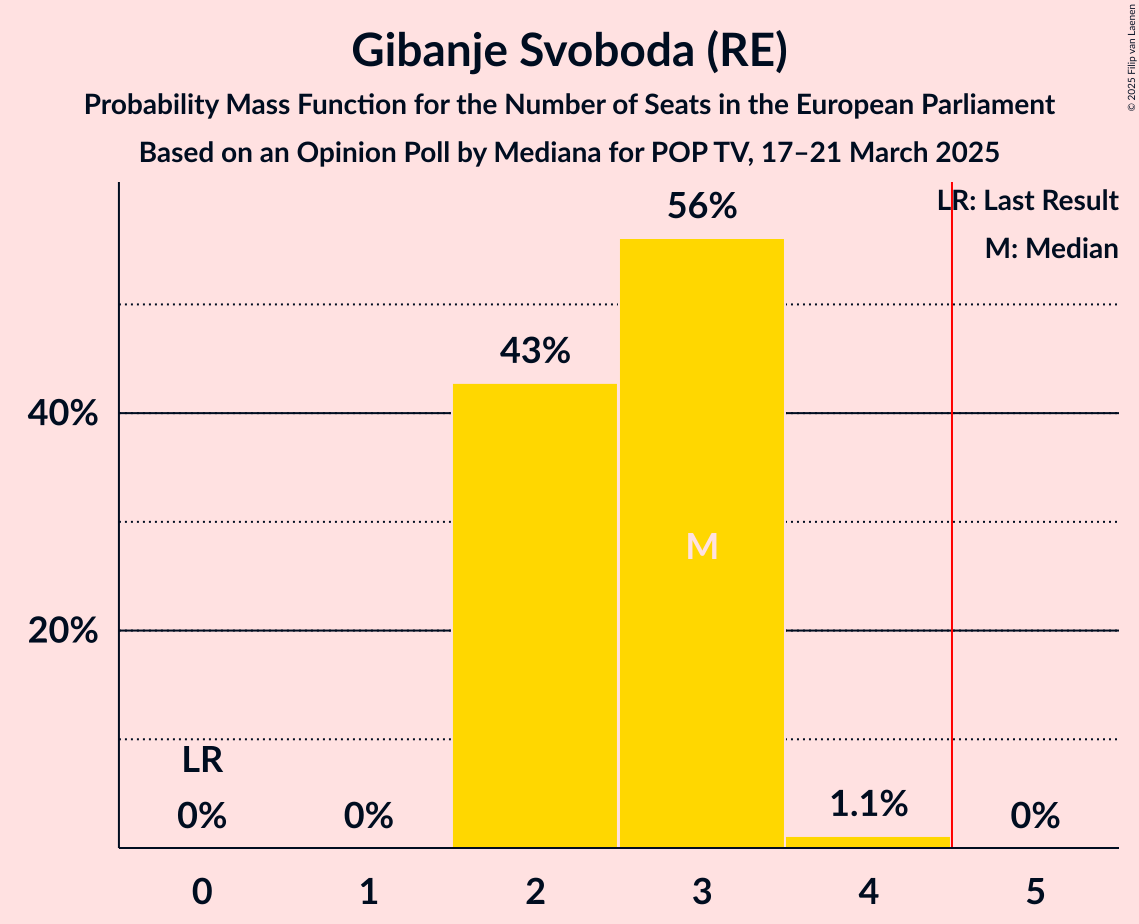 Gibanje Svoboda (RE)
Probability Mass Function for the Number of Seats in the European Parliament
Based on an Opinion Poll by Mediana for POP TV, 17–21 March 2025
© 2025 Filip van Laenen
LR: Last Result
M: Median
56%
43%
40%
M
20%
LR
0%
0%
1.1%
0%
0
1
2
3
4
5